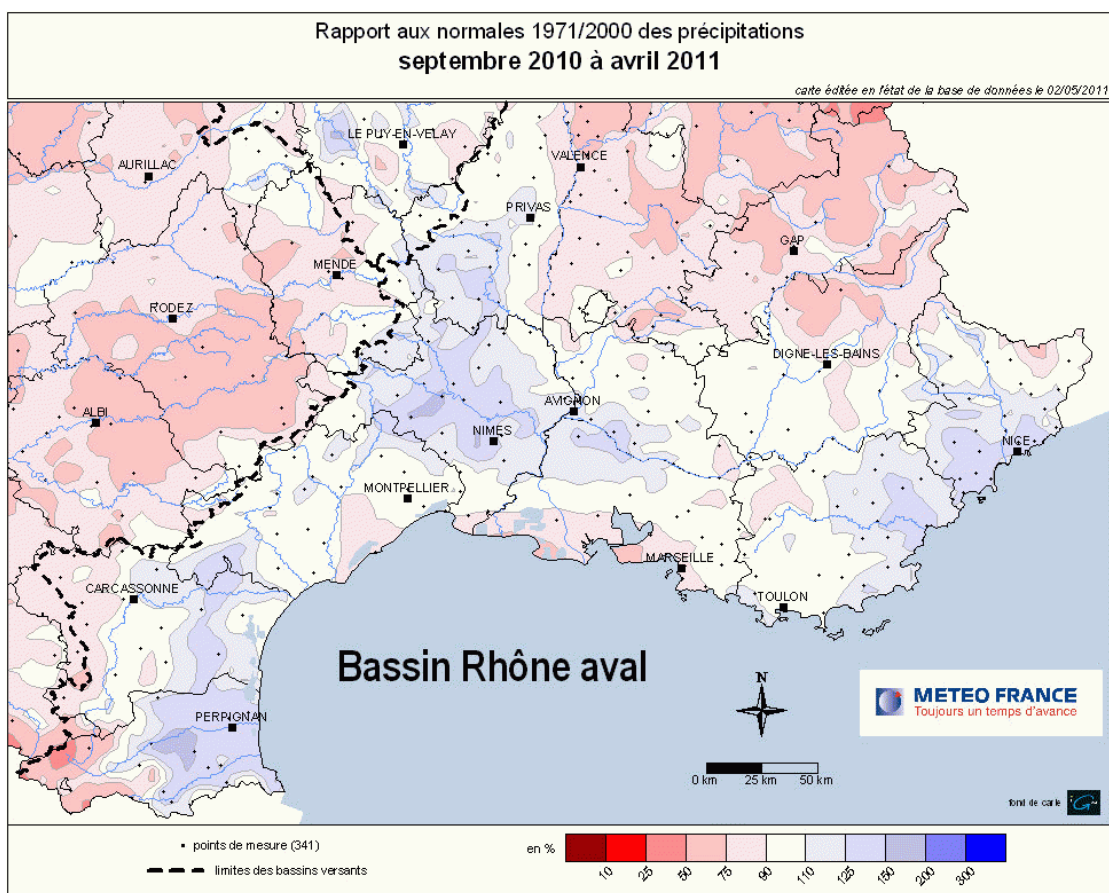 Rapport aux normales 1971/2000 des précipitations
septembre 2010 à avril 2011
carte éditée en l'état de la base de données le 02/05/2011
LE PUY-EN-VELAY
AURILLAC
VALENCE
PRIVAS
GAP
MENDE
RODEZ
DIGNE-LES-BAINS
ALBI
AVIGNON
NIMES
NICE
MONTPELLIER
MARSEILLE
CARCASSONNE
TOULON
Bassin Rhône aval
N
METEO FRANCE
Toujours un temps d'avance
PERPIGNAN
0 km 25 km 50 km
fond de carte
points de mesure (341)
limites des bassins versants
en %
10 25 50 75 90 110 125 150 200 300